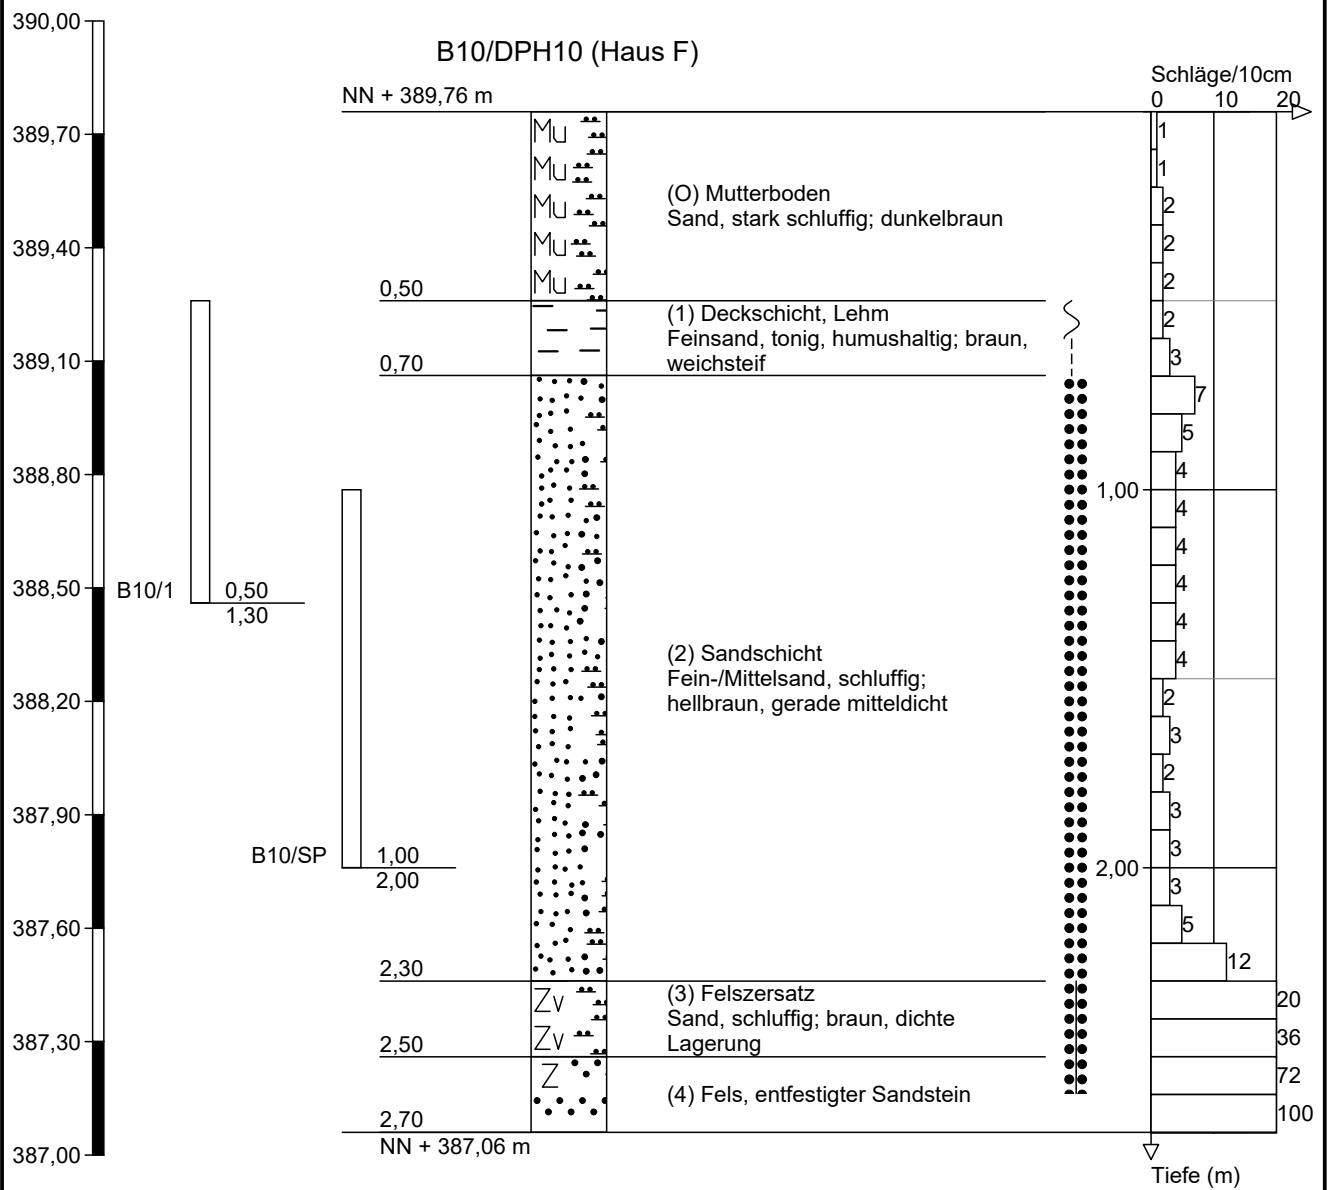 B10/DPH10 (Haus F)
NN + 389,76 m
Schläge/10cm
0 10 20
390,00
389,70
389,40
389,10
388,80
388,50
388,20
387,90
387,60
387,30
387,00
B10/1
0,50
1,30
B10/SP
1,00
2,00
Mu
Mu
Mu
Mu
Mu
(O) Mutterboden
Sand, stark schluffig; dunkelbraun
0,50
(1) Deckschicht, Lehm
Feinsand, tonig, humushaltig; braun,
weichsteif
0,70
(2) Sandschicht
Fein-/Mittelsand, schluffig;
hellbraun, gerade mitteldicht
2,30
Zv
Zv
(3) Felszersatz
Sand, schluffig; braun, dichte
Lagerung
2,50
Z
(4) Fels, entfestigter Sandstein
2,70
NN + 387,06 m
1
1
2
2
2
2
3
7
5
4
1,00
4
4
4
4
4
2
3
2
3
3
2,00
3
5
12
20
36
72
100
Tiefe (m)